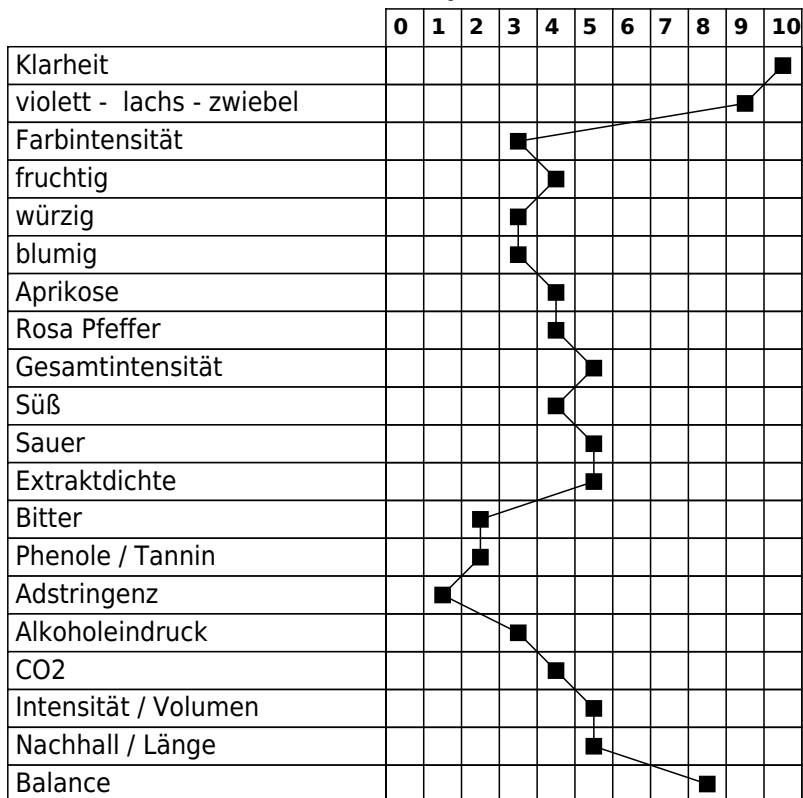 0 1 2 3 4 5 6 7 8 9 10
Klarheit
violett - lachs - zwiebel
Farbintensität
fruchtig
würzig
blumig
Aprikose
Rosa Pfeffer
Gesamtintensität
Süß
Sauer
Extraktdichte
Bitter
Phenole / Tannin
Adstringenz
Alkoholeindruck
CO2
Intensität / Volumen
Nachhall / Länge
Balance